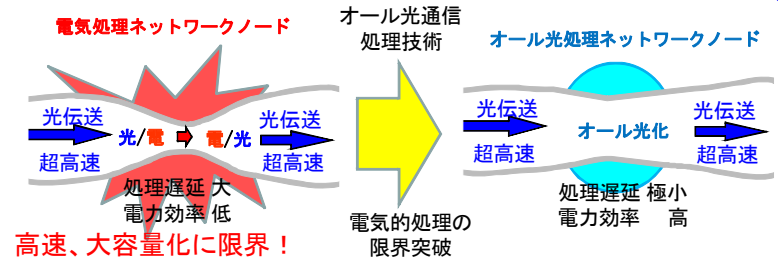 電気処理ネットワークノード
光伝送
超高速
光/電
電/光
光伝送
超高速
処理遅延 大
電力効率 低
高速、大容量化に限界！
オール光通信
処理技術
電気的処理の
限界突破
オール光処理ネットワークノード
光伝送
超高速
オール光化
光伝送
超高速
処理遅延 極小
電力効率 高